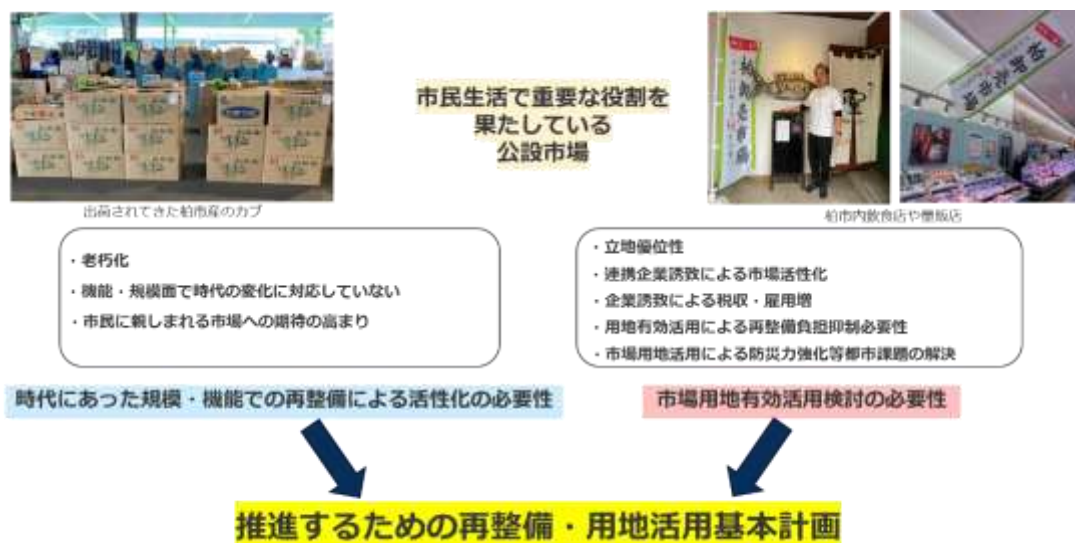 市民生活で重要な役割を
果たしている
公設市場
柏卸売市場
柏卸売市場
出荷されてきた柏市産のカブ
柏市内飲食店や量販店
・老朽化
・機能・規模面で時代の変化に対応していない
・市民に親しまれる市場への期待の高まり
・立地優位性
・連携企業誘致による市場活性化
・企業誘致による税収・雇用増
・用地有効活用による再整備負担抑制必要性
・市場用地活用による防災力強化等都市課題の解決
時代にあった規模・機能での再整備による活性化の必要性
市場用地有効活用検討の必要性
推進するための再整備・用地活用基本計画